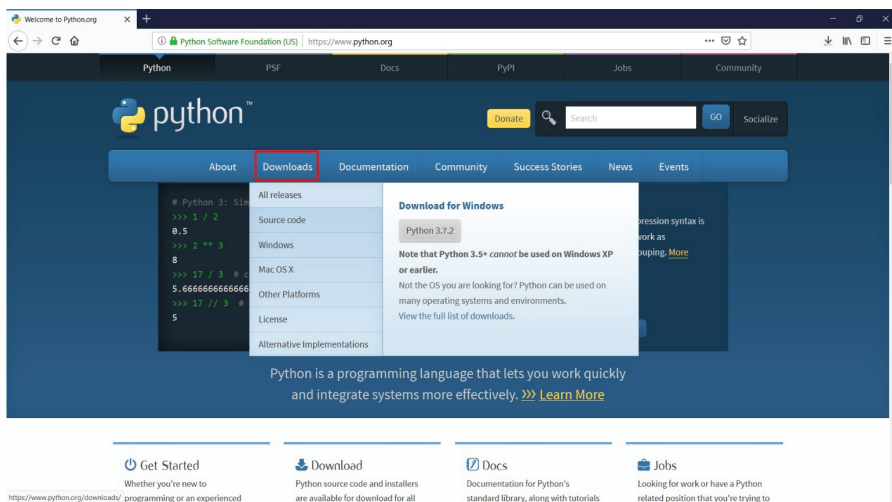 Welcome to Python.org
Python Software Foundation (US) https://www.python.org
Python PSF Docs PyPI Jobs Community
python™
Donate Search GO Socialize
About Downloads Documentation Community Success Stories News Events
# Python 3: Sim
>>> 1 / 2
0.5
>>> 2 ** 3
8
>>> 17 / 3 # c
5.666666666666
>>> 17 // 3 #
5
All releases
Source code
Windows
Mac OS X
Other Platforms
License
Alternative Implementations
Download for Windows
Python 3.7.2
Note that Python 3.5+ cannot be used on Windows XP
or earlier.
Not the OS you are looking for? Python can be used on
many operating systems and environments.
View the full list of downloads.
pression syntax is
work as
ouping. More
Python is a programming language that lets you work quickly
and integrate systems more effectively. >>> Learn More
Get Started
Whether you're new to
programming or an experienced
Download
Python source code and installers
are available for download for all
Docs
Documentation for Python's
standard library, along with tutorials
Jobs
Looking for work or have a Python
related position that you're trying to
https://www.python.org/downloads/